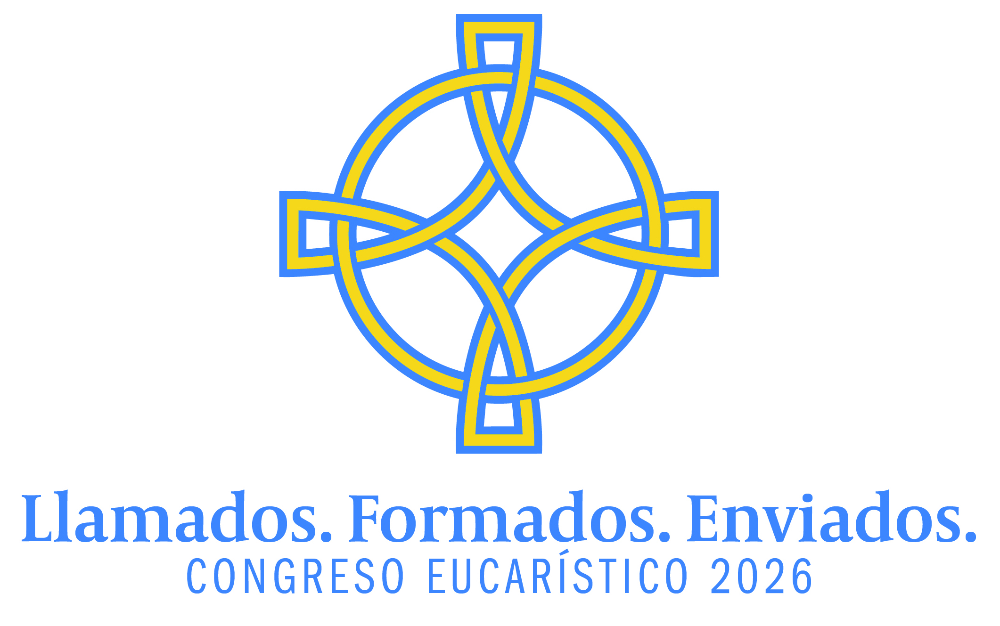 Llamados. Formados. Enviados.
CONGRESO EUCARÍSTICO 2026